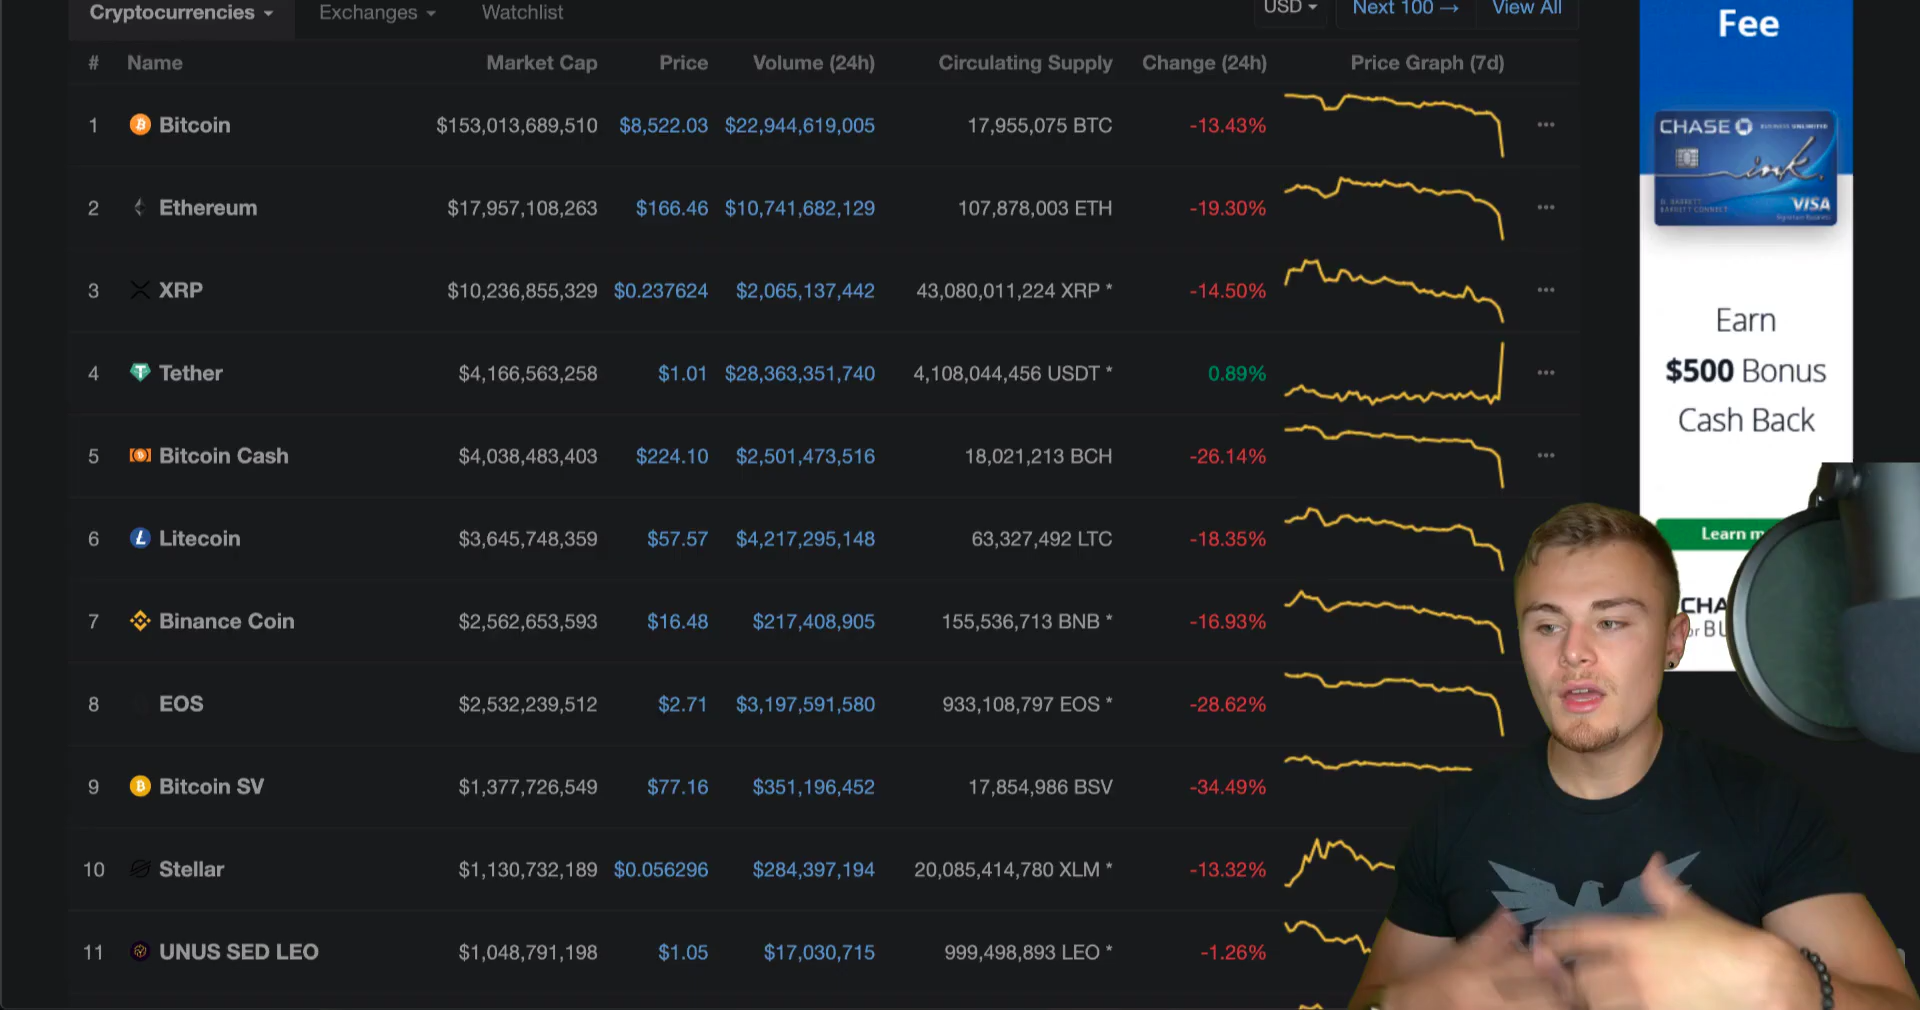 Cryptocurrencies Exchanges Watchlist USD Next 100 → View All
# Name Market Cap Price Volume (24h) Circulating Supply Change (24h) Price Graph (7d)
1 Bitcoin $153,013,689,510 $8,522.03 $22,944,619,005 17,955,075 BTC -13.43%
2 Ethereum $17,957,108,263 $166.46 $10,741,682,129 107,878,003 ETH -19.30%
3 XRP $10,236,855,329 $0.237624 $2,065,137,442 43,080,011,224 XRP * -14.50%
4 Tether $4,166,563,258 $1.01 $28,363,351,740 4,108,044,456 USDT * 0.89%
5 Bitcoin Cash $4,038,483,403 $224.10 $2,501,473,516 18,021,213 BCH -26.14%
6 Litecoin $3,645,748,359 $57.57 $4,217,295,148 63,327,492 LTC -18.35%
7 Binance Coin $2,562,653,593 $16.48 $217,408,905 155,536,713 BNB * -16.93%
8 EOS $2,532,239,512 $2.71 $3,197,591,580 933,108,797 EOS * -28.62%
9 Bitcoin SV $1,377,726,549 $77.16 $351,196,452 17,854,986 BSV -34.49%
10 Stellar $1,130,732,189 $0.056296 $284,397,194 20,085,414,780 XLM * -13.32%
11 UNUS SED LEO $1,048,791,198 $1.05 $17,030,715 999,498,893 LEO * -1.26%
Fee
CHASE BUSINESS UNLIMITED
ink
VISA
Earn
$500 Bonus
Cash Back
Learn m
CHA
or BU